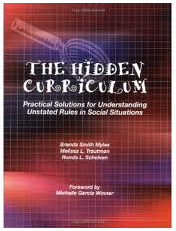 THE HIDDEN
CURRICULUM
Practical Solutions for Understanding
Unstated Rules in Social Situations
Brenda Smith Myles
Melissa L. Trautman
Ronda L. Schelvan
Foreword by
Michelle Garcia Winner